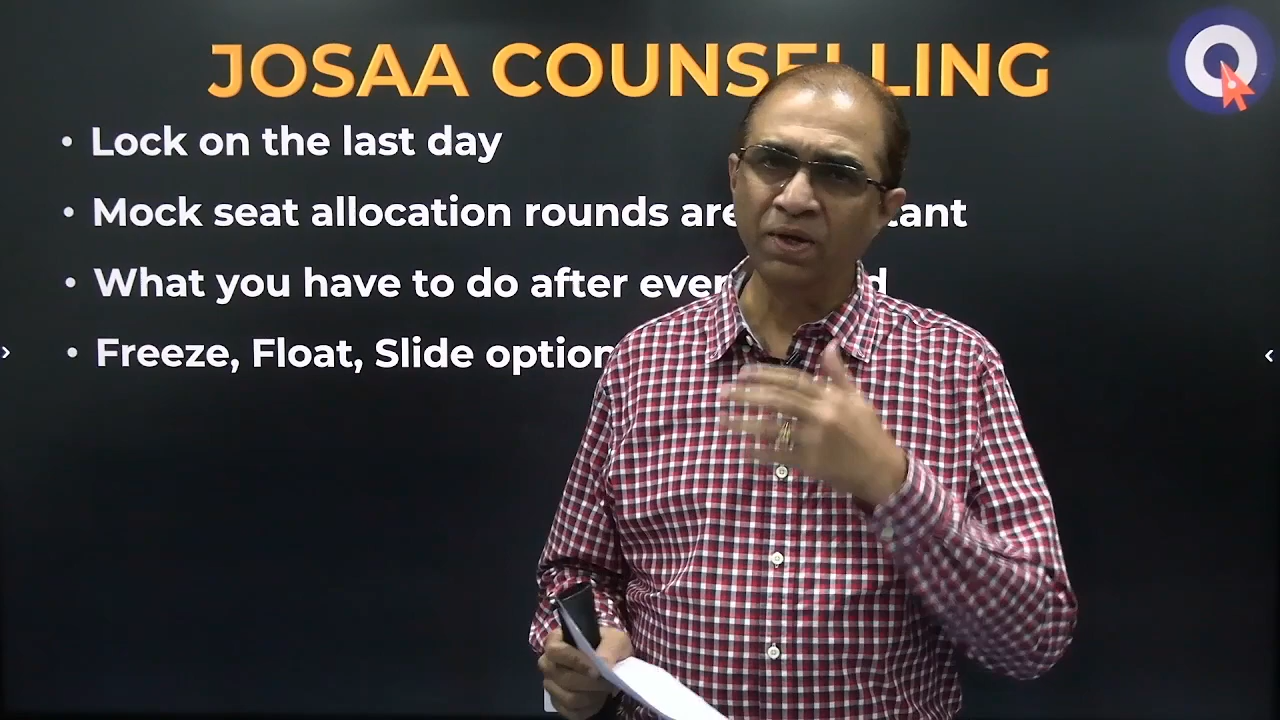 JOSAA COUNSELLING
• Lock on the last day
• Mock seat allocation rounds are
• What you have to do after
• Freeze, Float, Slide